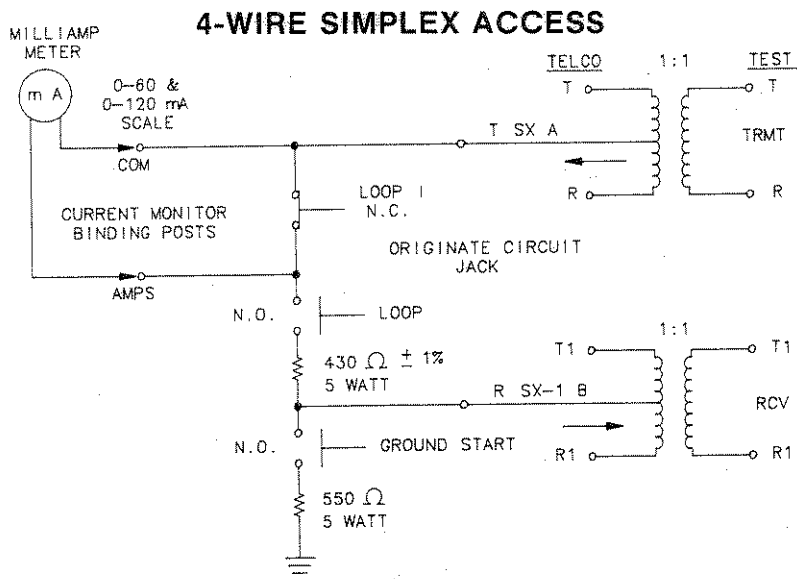 4-WIRE SIMPLEX ACCESS
MILLIAMP
METER
m A
0-60 &
0-120 mA
SCALE
COM
CURRENT MONITOR
BINDING POSTS
AMPS
T SX A
LOOP I
N.C.
ORIGINATE CIRCUIT
JACK
TELCO
1:1
TEST
T
T
TRMT
R
R
N.O.
LOOP
430 Ω ± 1%
5 WATT
R SX-1 B
1:1
T1
T1
RCV
R1
R1
N.O.
GROUND START
550 Ω
5 WATT